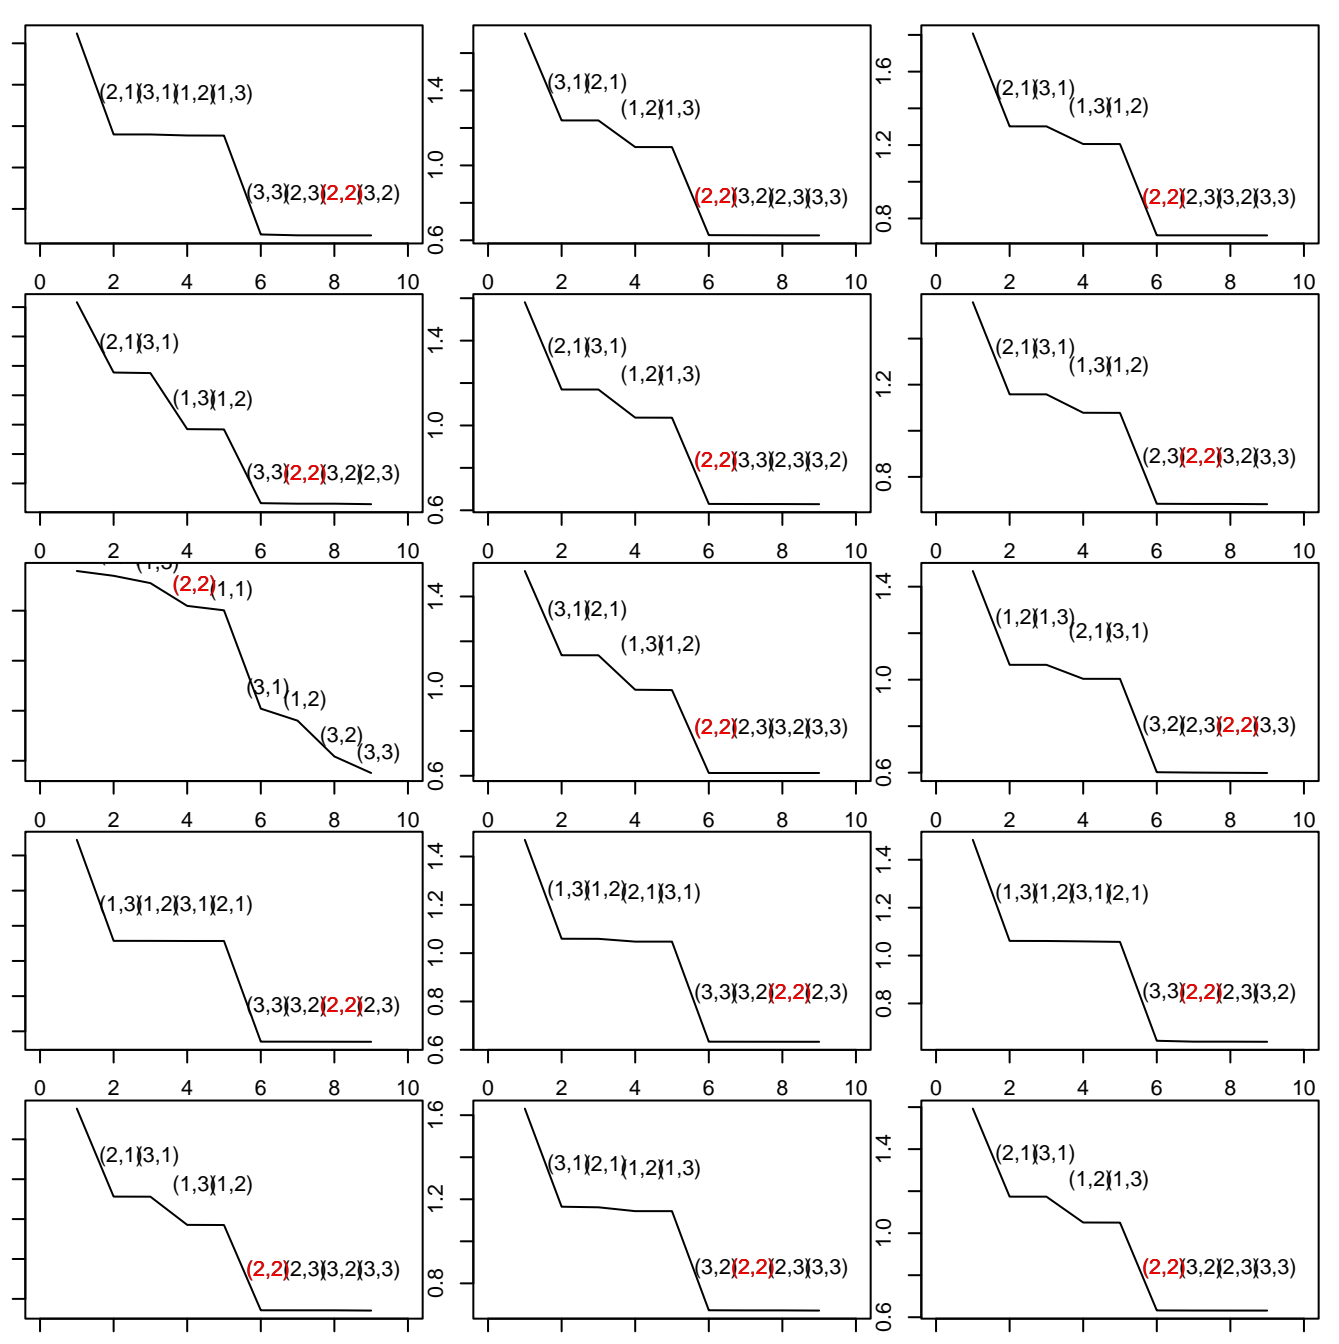 (2,1)(3,1)(1,2)(1,3)
(3,3)(2,3)(2,2)(3,2)
0 2 4 6 8 10
0.6 1.0 1.4
(3,1)(2,1)
(1,2)(1,3)
(2,2)(3,2)(2,3)(3,3)
0 2 4 6 8 10
0.8 1.2 1.6
(2,1)(3,1)
(1,3)(1,2)
(2,2)(2,3)(3,2)(3,3)
0 2 4 6 8 10
(2,1)(3,1)
(1,3)(1,2)
(3,3)(2,2)(3,2)(2,3)
0 2 4 6 8 10
0.6 1.0 1.4
(2,1)(3,1)
(1,2)(1,3)
(2,2)(3,3)(2,3)(3,2)
0 2 4 6 8 10
0.8 1.2
(2,1)(3,1)
(1,3)(1,2)
(2,3)(2,2)(3,2)(3,3)
0 2 4 6 8 10
(2,2)(1,1)
(3,1)(1,2)
(3,2)
(3,3)
0 2 4 6 8 10
0.6 1.0 1.4
(3,1)(2,1)
(1,3)(1,2)
(2,2)(2,3)(3,2)(3,3)
0 2 4 6 8 10
0.6 1.0 1.4
(1,2)(1,3)
(2,1)(3,1)
(3,2)(2,3)(2,2)(3,3)
0 2 4 6 8 10
(1,3)(1,2)(3,1)(2,1)
(3,3)(3,2)(2,2)(2,3)
0 2 4 6 8 10
0.6 0.8 1.0 1.2 1.4
(1,3)(1,2)(2,1)(3,1)
(3,3)(3,2)(2,2)(2,3)
0 2 4 6 8 10
0.8 1.0 1.2 1.4
(1,3)(1,2)(3,1)(2,1)
(3,3)(2,2)(2,3)(3,2)
0 2 4 6 8 10
(2,1)(3,1)
(1,3)(1,2)
(2,2)(2,3)(3,2)(3,3)
0.8 1.2 1.6
(3,1)(2,1)(1,2)(1,3)
(3,2)(2,2)(2,3)(3,3)
0.6 1.0 1.4
(2,1)(3,1)
(1,2)(1,3)
(2,2)(3,2)(2,3)(3,3)